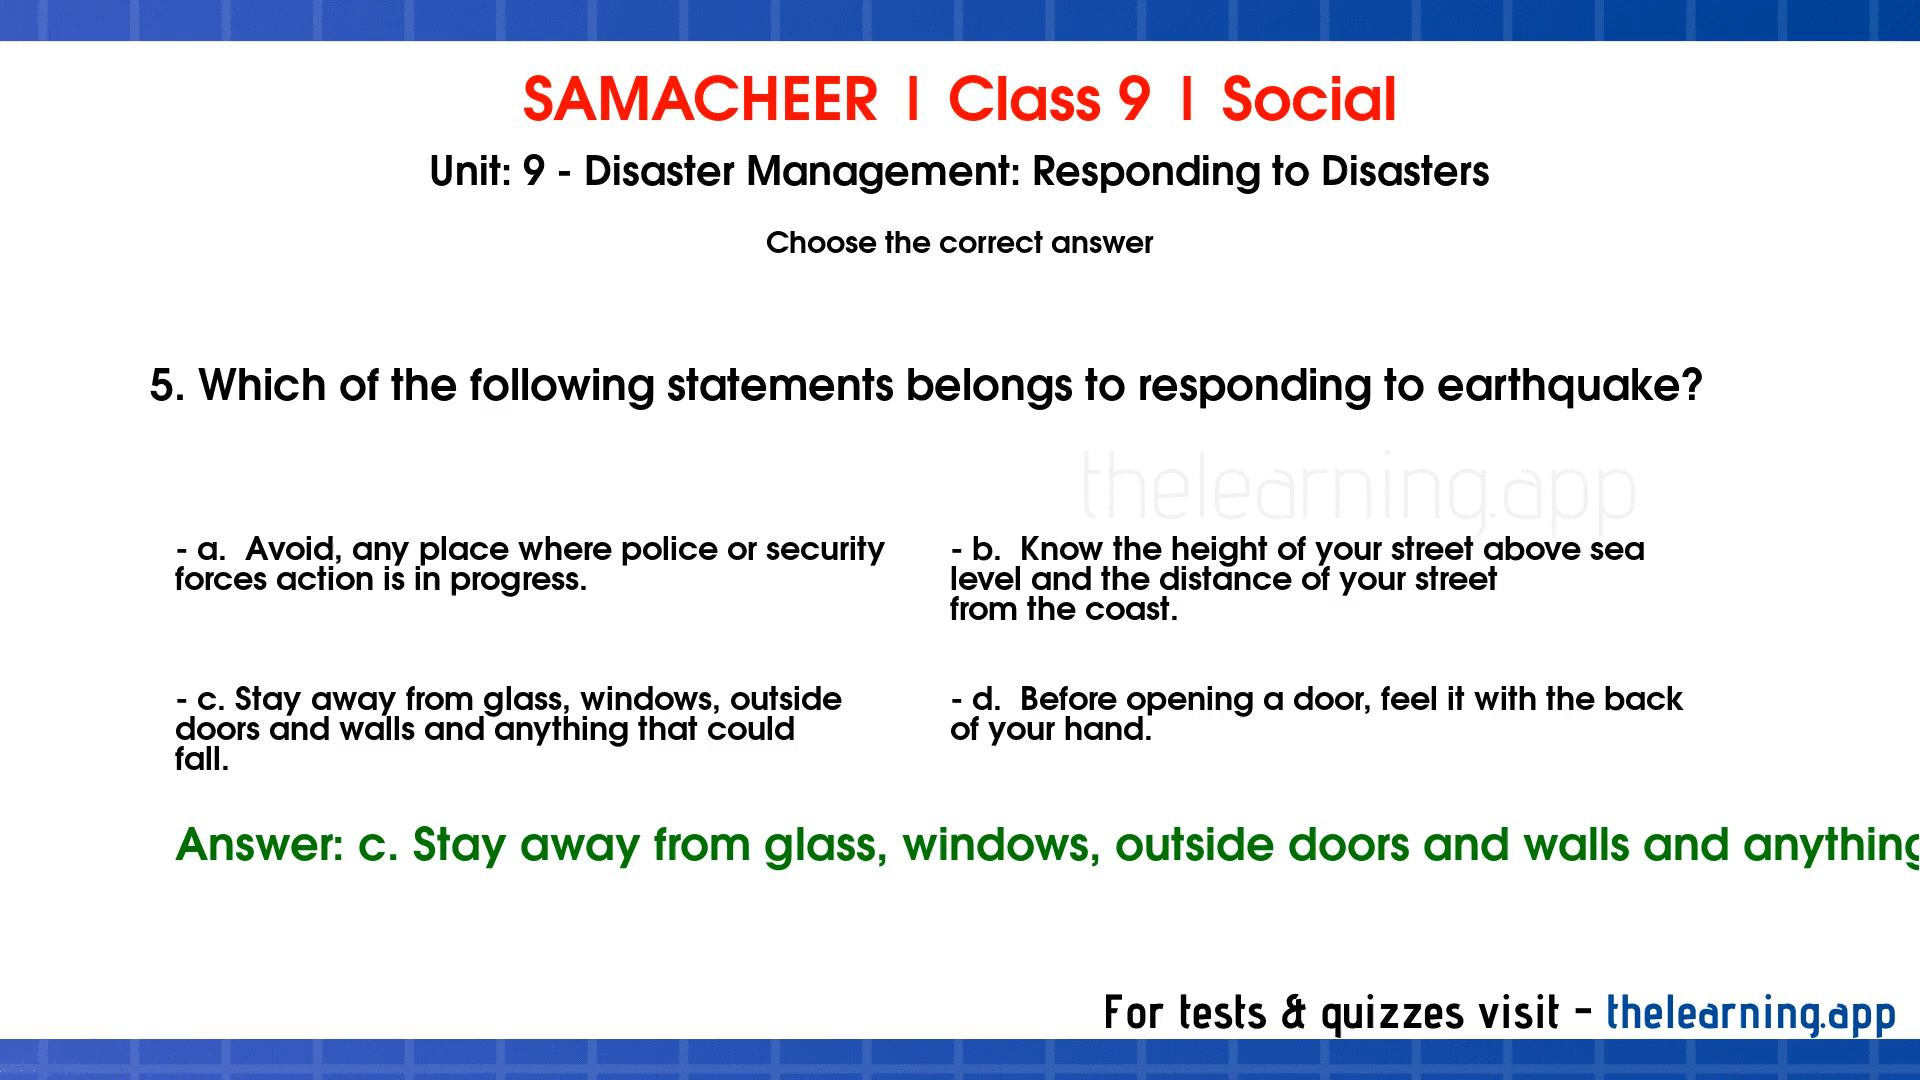 SAMACHEER | Class 9 | Social
Unit: 9 - Disaster Management: Responding to Disasters
Choose the correct answer
5. Which of the following statements belongs to responding to earthquake?
thelearning.app
- a. Avoid, any place where police or security
forces action is in progress.
- b. Know the height of your street above sea
level and the distance of your street
from the coast.
- c. Stay away from glass, windows, outside
doors and walls and anything that could
fall.
- d. Before opening a door, feel it with the back
of your hand.
Answer: c. Stay away from glass, windows, outside doors and walls and anything
For tests & quizzes visit - thelearning.app